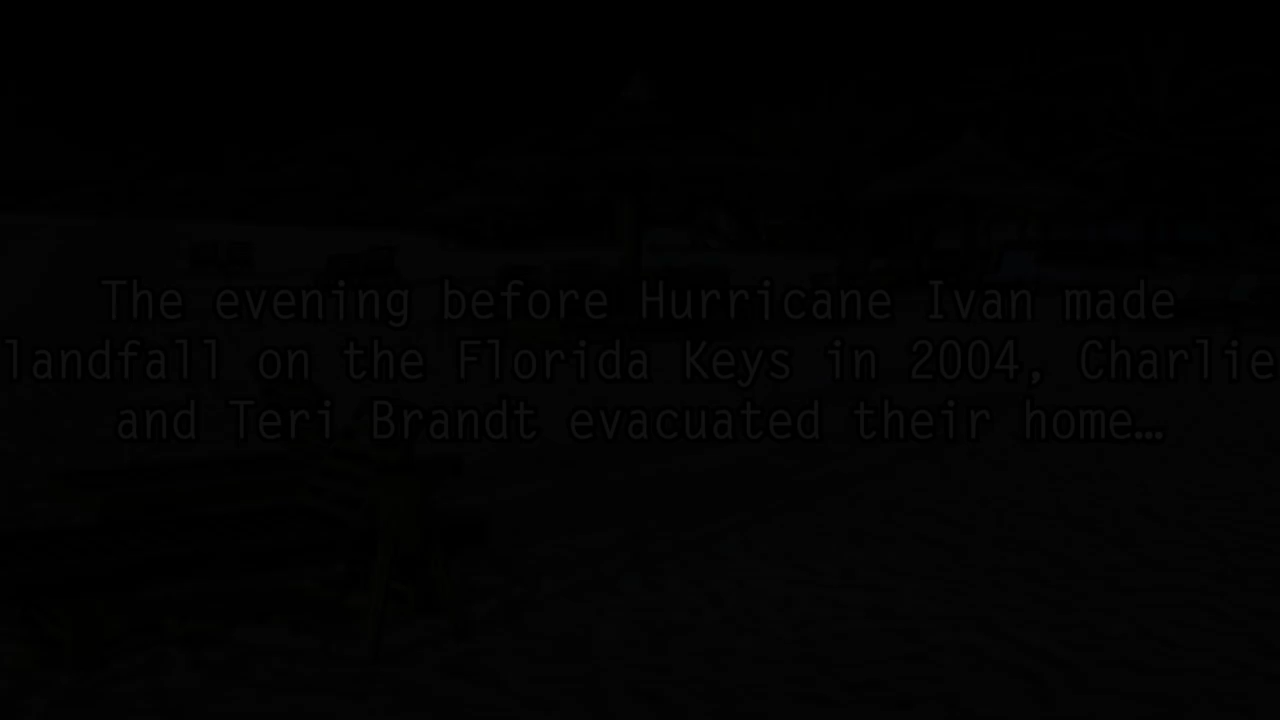 The evening before Hurricane Ivan made
landfall on the Florida Keys in 2004, Charlie
and Teri Brandt evacuated their home…